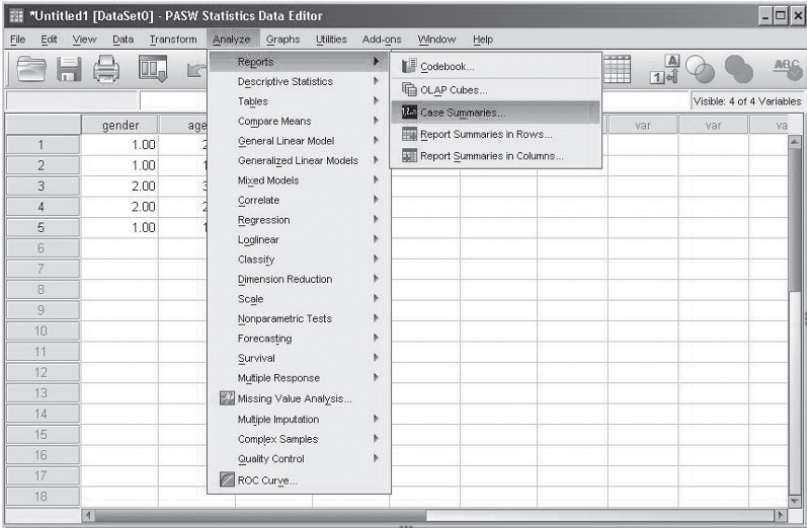 *Untitled1 [DataSet0] - PASW Statistics Data Editor
File Edit View Data Transform Analyze Graphs Utilities Add-ons Window Help
Visible: 4 of 4 Variables
gender age var var va
1 1.00 2
2 1.00 1
3 2.00 3
4 2.00 2
5 1.00 1
6
7
8
9
10
11
12
13
14
15
16
17
18
Reports
Descriptive Statistics
Tables
Compare Means
General Linear Model
Generalized Linear Models
Mixed Models
Correlate
Regression
Loglinear
Classify
Dimension Reduction
Scale
Nonparametric Tests
Forecasting
Survival
Multiple Response
Missing Value Analysis...
Multiple Imputation
Complex Samples
Quality Control
ROC Curve...
Codebook...
OLAP Cubes...
Case Summaries...
Report Summaries in Rows...
Report Summaries in Columns...